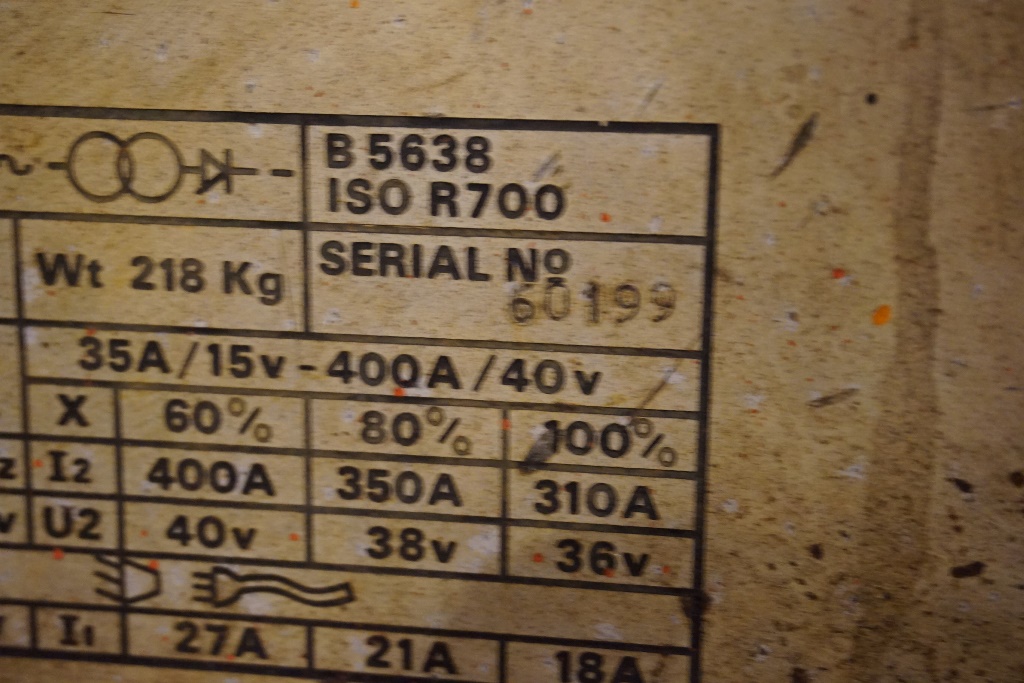 B 5638
ISO R700
Wt 218 Kg
SERIAL Nº
60199
35A/15v - 400A/40v
X 60% 80% 100%
z I2 400A 350A 310A
v U2 40v 38v 36v
I1 27A 21A 18A